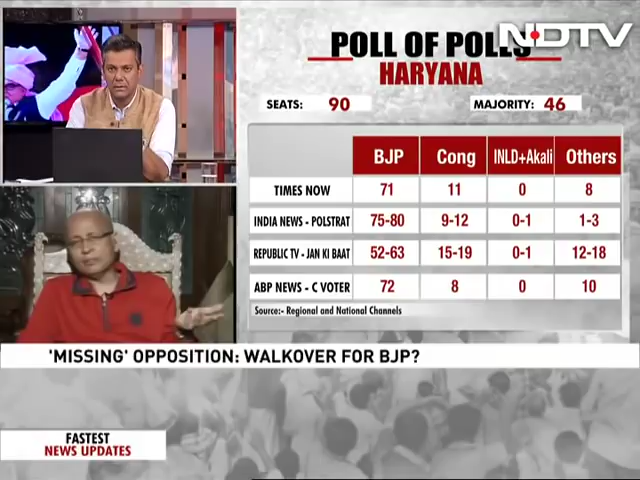 NDTV
POLL OF POLLS
HARYANA
SEATS: 90
MAJORITY: 46
BJP Cong INLD+Akali Others
TIMES NOW 71 11 0 8
INDIA NEWS - POLSTRAT 75-80 9-12 0-1 1-3
REPUBLIC TV - JAN KI BAAT 52-63 15-19 0-1 12-18
ABP NEWS - C VOTER 72 8 0 10
Source:- Regional and National Channels
'MISSING' OPPOSITION: WALKOVER FOR BJP?
FASTEST
NEWS UPDATES